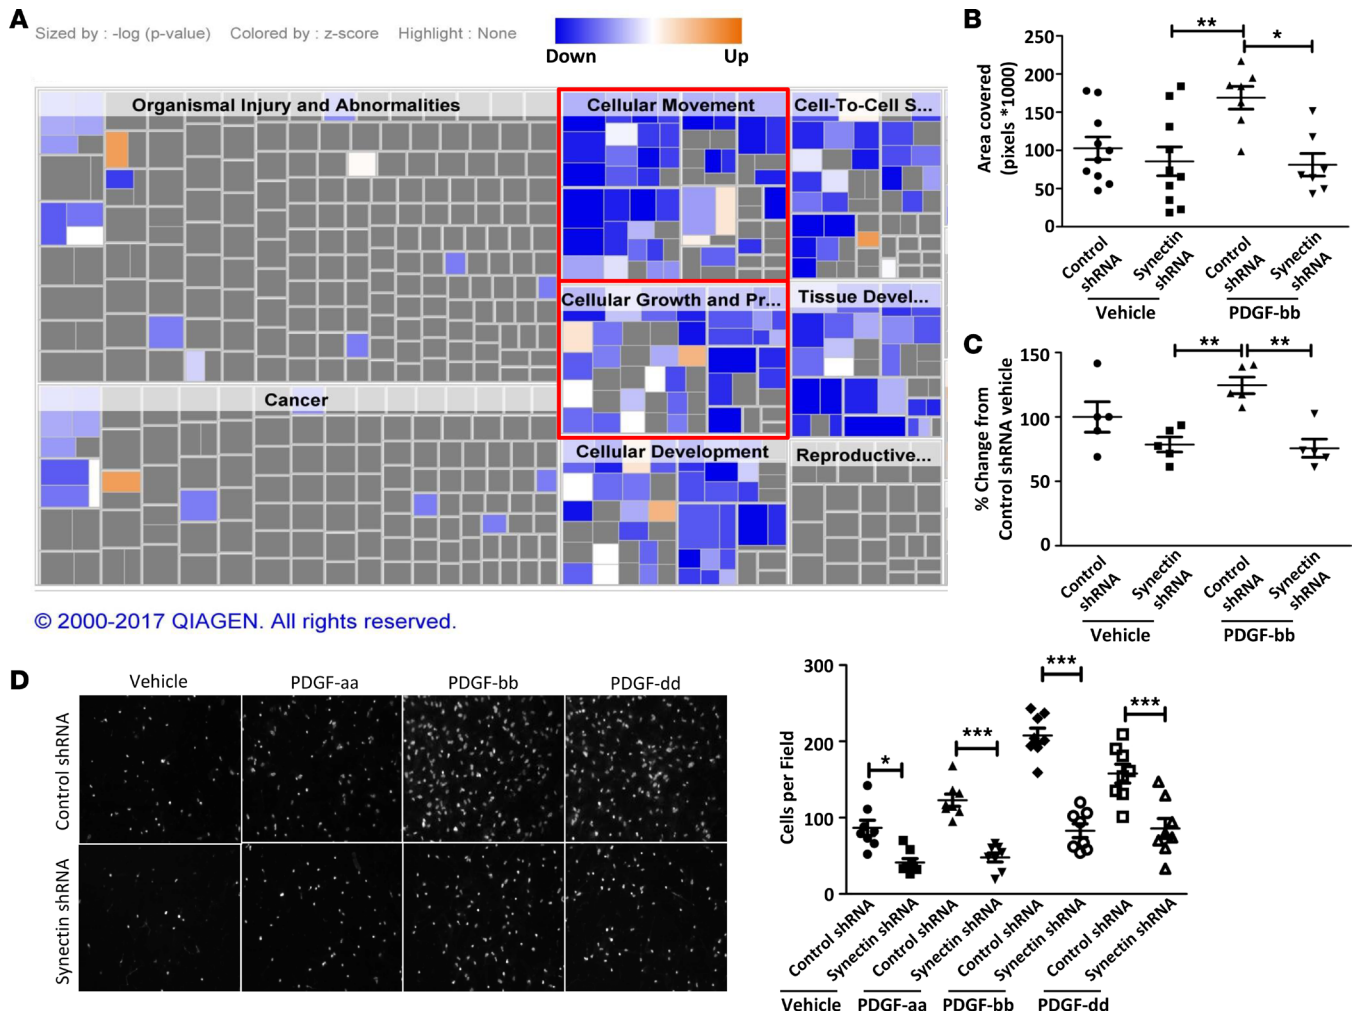 A
Sized by : -log (p-value) Colored by : z-score Highlight : None
Down Up
Organismal Injury and Abnormalities
Cellular Movement
Cell-To-Cell S...
Cellular Growth and Pr...
Tissue Devel...
Cancer
Cellular Development
Reproductive...
© 2000-2017 QIAGEN. All rights reserved.
B
Area covered
(pixels *1000)
250
200
150
100
50
0
**
*
Control
shRNA
Synectin
shRNA
Control
shRNA
Synectin
shRNA
Vehicle
PDGF-bb
C
% Change from
Control shRNA vehicle
150
100
50
0
**
**
Control
shRNA
Synectin
shRNA
Control
shRNA
Synectin
shRNA
Vehicle
PDGF-bb
D
Vehicle
PDGF-aa
PDGF-bb
PDGF-dd
Control shRNA
Synectin shRNA
Cells per Field
300
200
100
0
*
***
***
***
Control shRNA
Synectin shRNA
Control shRNA
Synectin shRNA
Control shRNA
Synectin shRNA
Control shRNA
Synectin shRNA
Vehicle
PDGF-aa
PDGF-bb
PDGF-dd